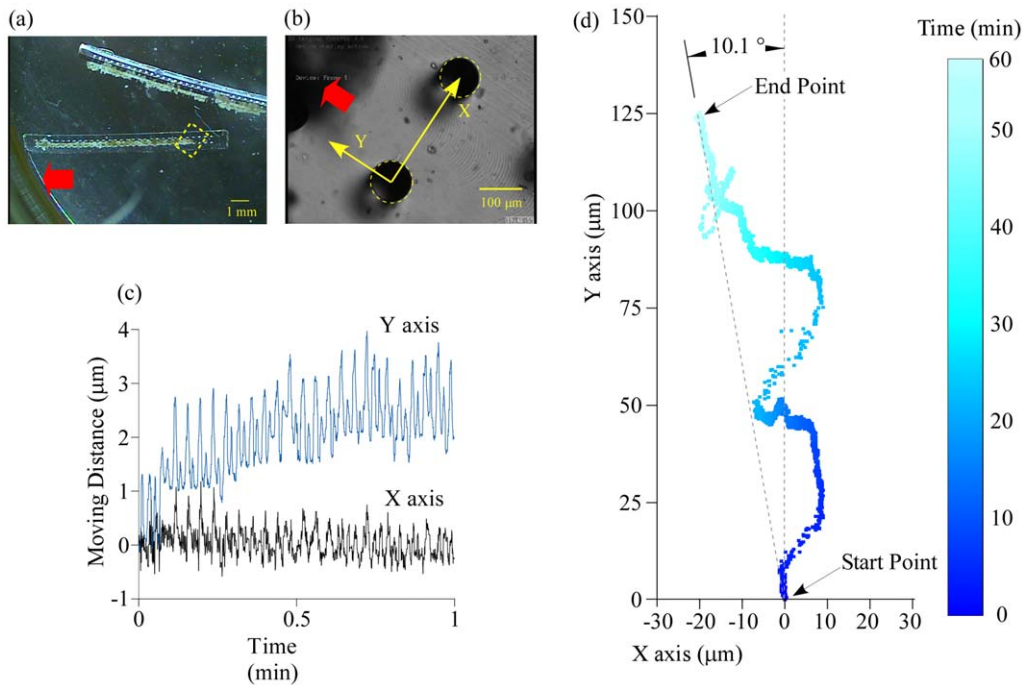 (a)
1 mm
(b)
X
Y
100 μm
(c)
4
3
2
1
0
-1
Y axis
X axis
Moving Distance (μm)
0
0.5
1
Time
(min)
(d)
150
125
100
75
50
25
0
Y axis (μm)
10.1 °
End Point
Start Point
-30
-20
-10
0
10
20
30
X axis (μm)
Time (min)
60
50
40
30
20
10
0